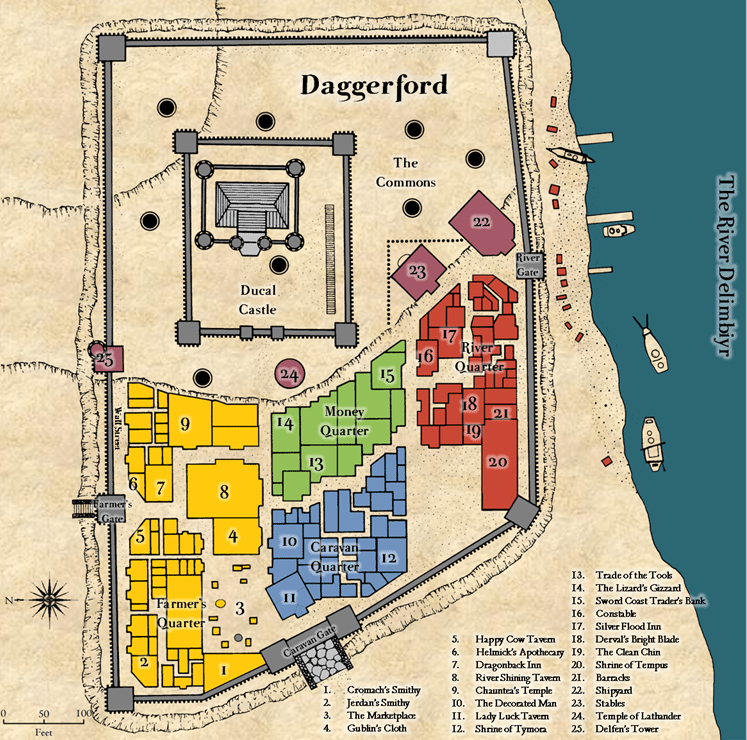 Daggerford
The
Commons
22
23
River
Gate
The River Delimbiyr
Ducal
Castle
25
24
17
16
River
Quarter
15
18
21
19
20
Wall Street
9
14
Money
Quarter
13
6
7
8
Farmer's
Gate
5
4
10
Caravan
Quarter
12
11
N
Farmer's
Quarter
3
2
1
Caravan Gate
0 50 100
Feet
1. Cromach's Smithy
2. Jerdan's Smithy
3. The Marketplace
4. Gublin's Cloth
5. Happy Cow Tavern
6. Helmick's Apothecary
7. Dragonback Inn
8. River Shining Tavern
9. Chauntea's Temple
10. The Decorated Man
11. Lady Luck Tavern
12. Shrine of Tymora
13. Trade of the Tools
14. The Lizard's Gizzard
15. Sword Coast Trader's Bank
16. Constable
17. Silver Flood Inn
18. Derval's Bright Blade
19. The Clean Chin
20. Shrine of Tempus
21. Barracks
22. Shipyard
23. Stables
24. Temple of Lathander
25. Delfen's Tower